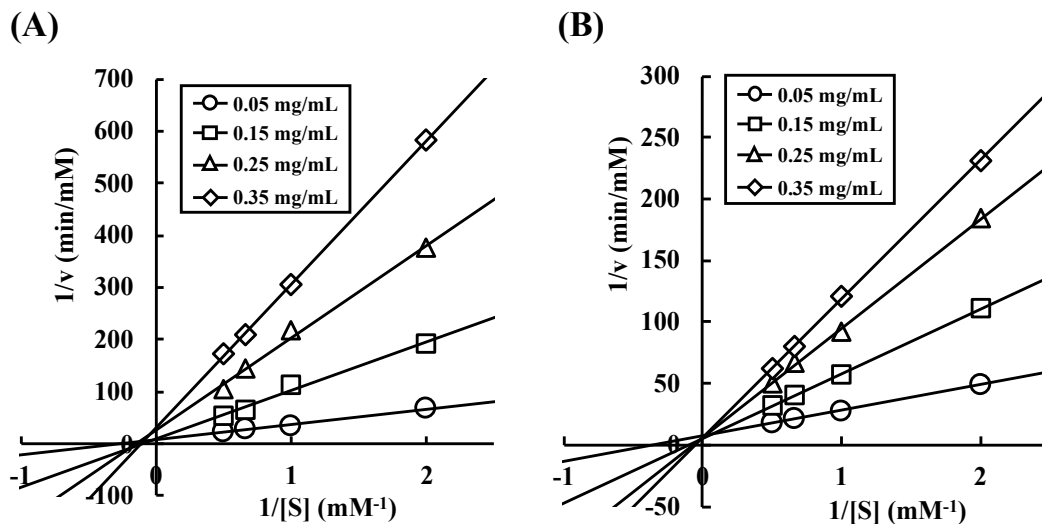 (A)
700
600
500
400
300
200
100
0
-100
-1
0
1
2
1/v (min/mM)
1/[S] (mM⁻¹)
0.05 mg/mL
0.15 mg/mL
0.25 mg/mL
0.35 mg/mL
(B)
300
250
200
150
100
50
0
-50
-1
0
1
2
1/v (min/mM)
1/[S] (mM⁻¹)
0.05 mg/mL
0.15 mg/mL
0.25 mg/mL
0.35 mg/mL